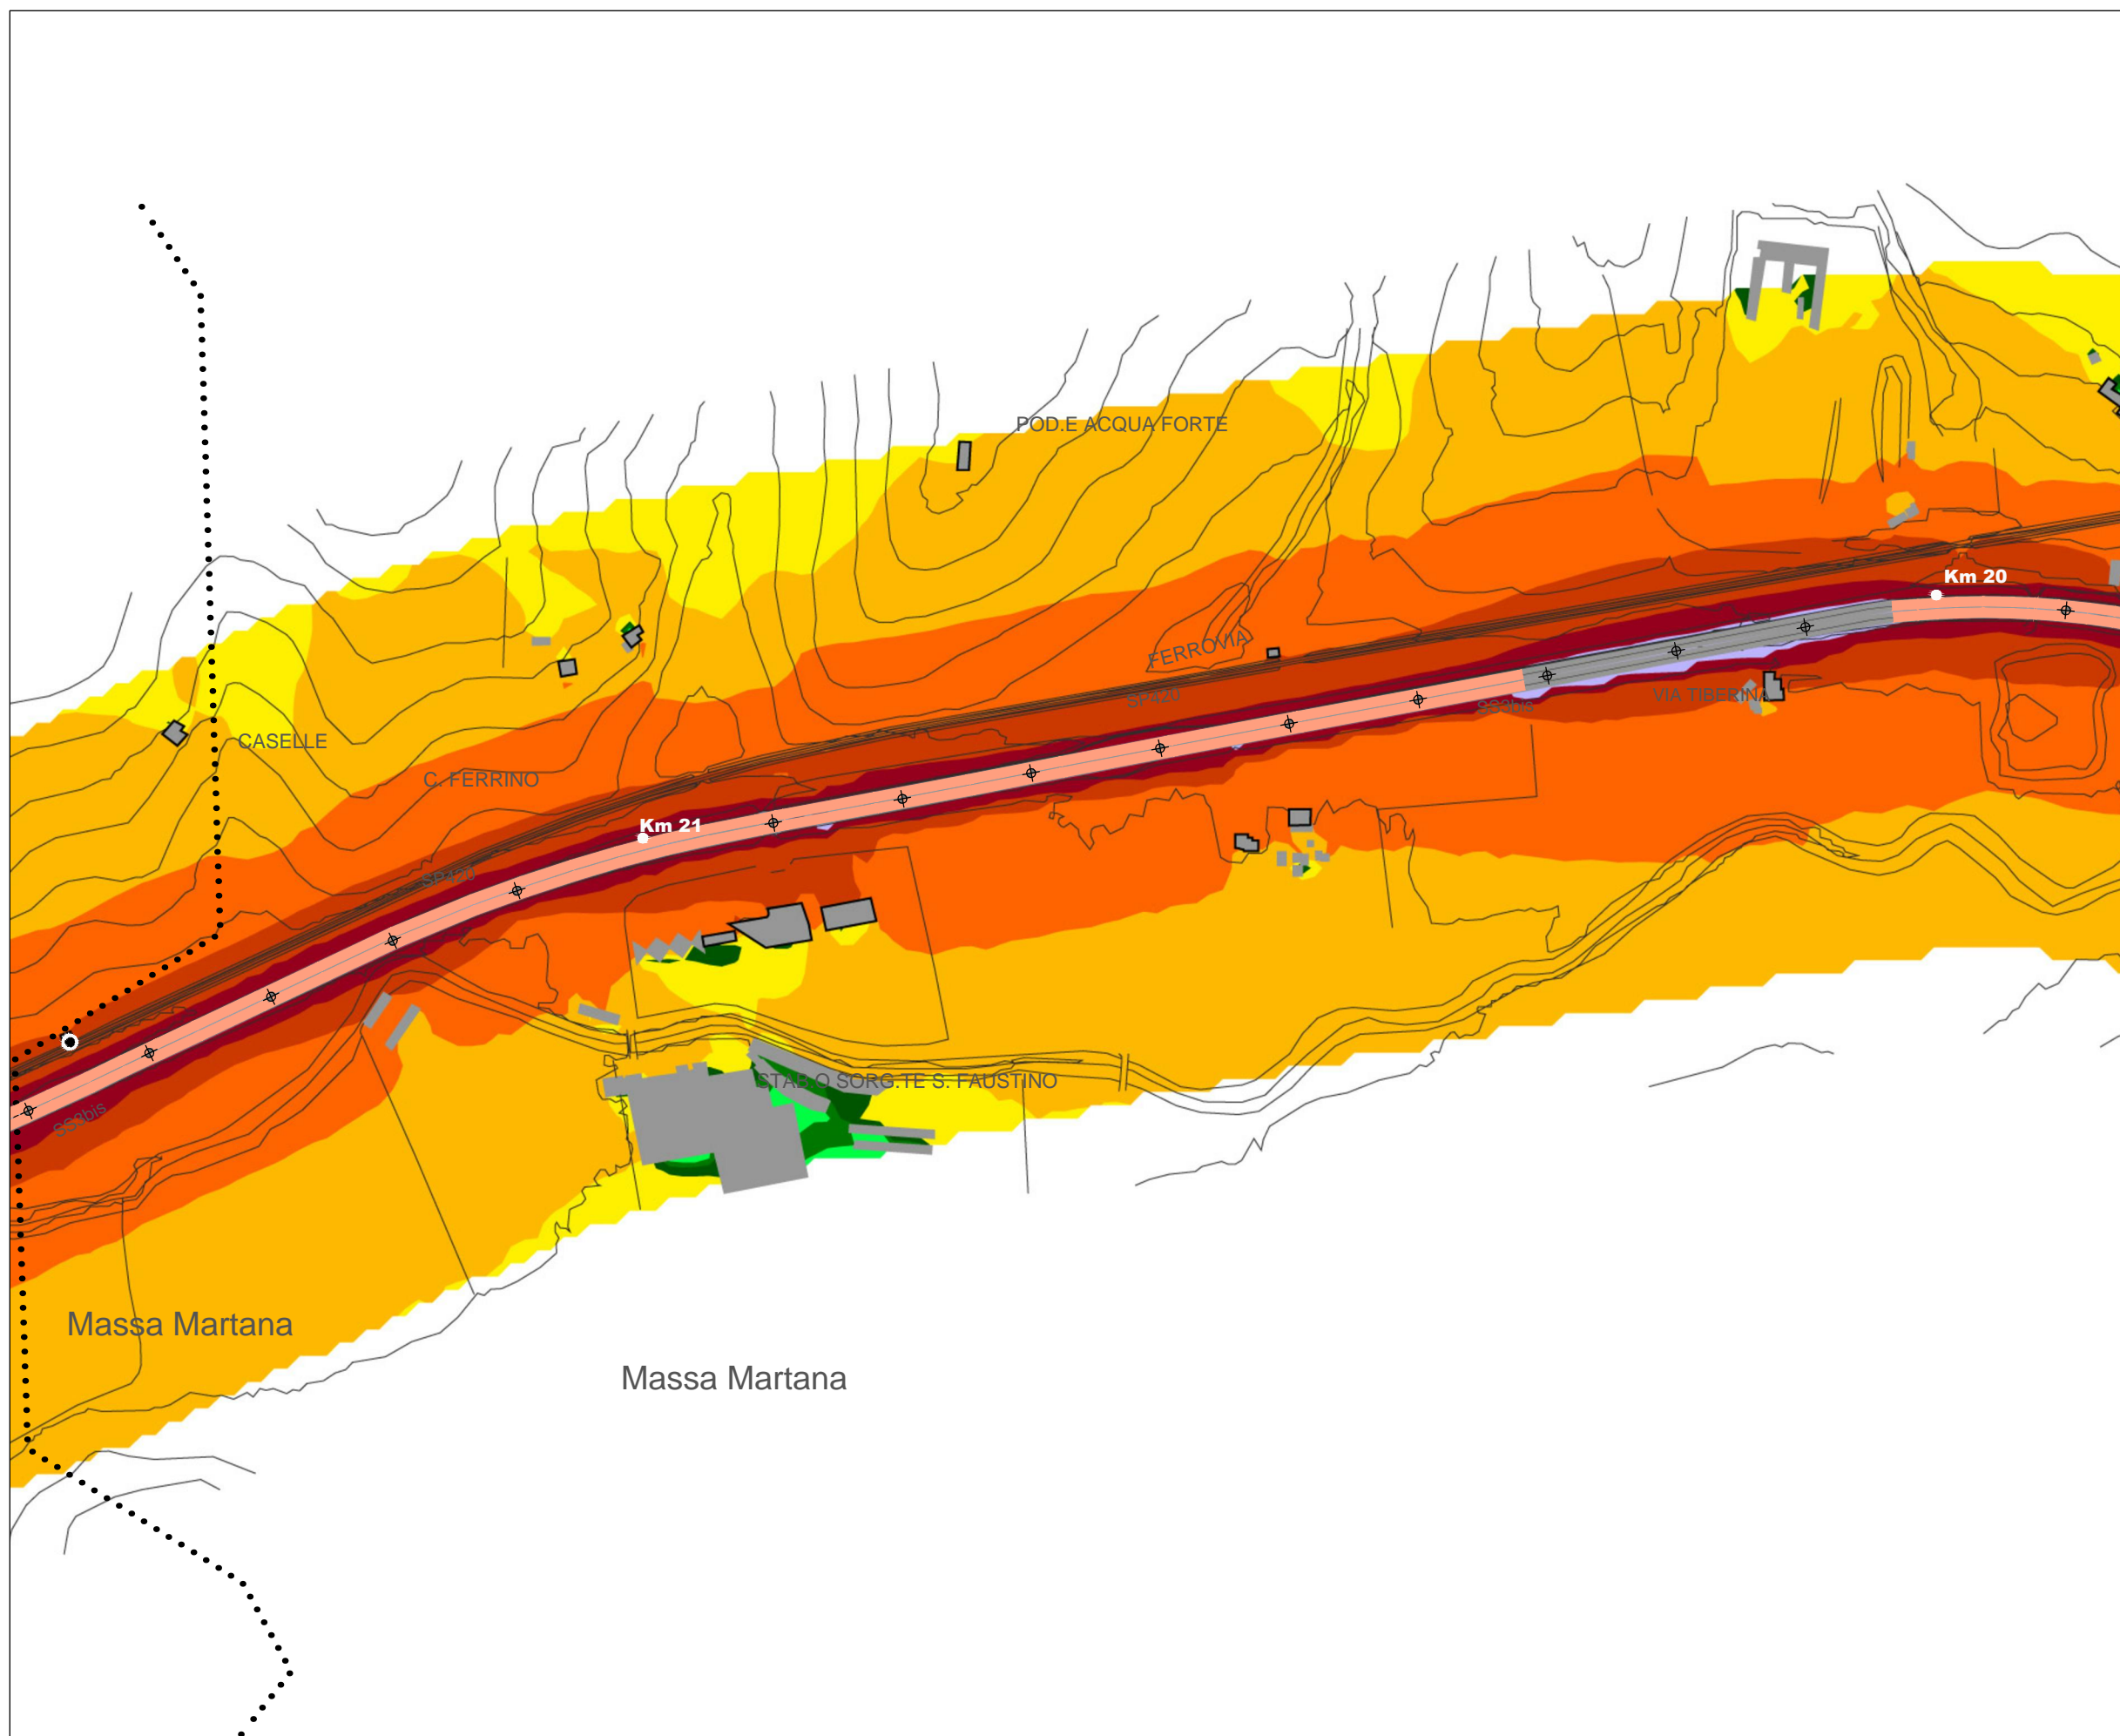 POD.E ACQUA FORTE
Km 20
FERROVIA
SP420
VIA TIBERINA
SS3bis
CASELLE
C. FERRINO
Km 21
SP420
STAB.O SORG.TE S. FAUSTINO
SS3bis
Massa Martana
Massa Martana